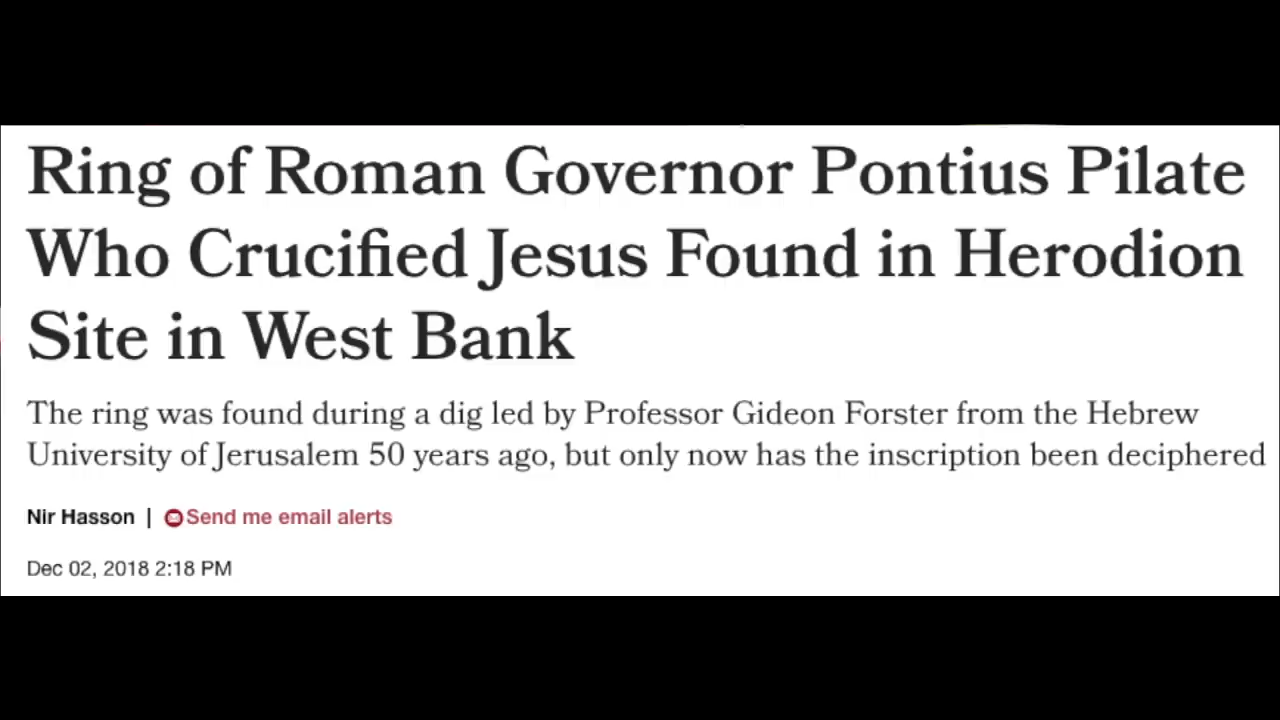 Ring of Roman Governor Pontius Pilate
Who Crucified Jesus Found in Herodion
Site in West Bank
The ring was found during a dig led by Professor Gideon Forster from the Hebrew
University of Jerusalem 50 years ago, but only now has the inscription been deciphered
Nir Hasson | Send me email alerts
Dec 02, 2018 2:18 PM